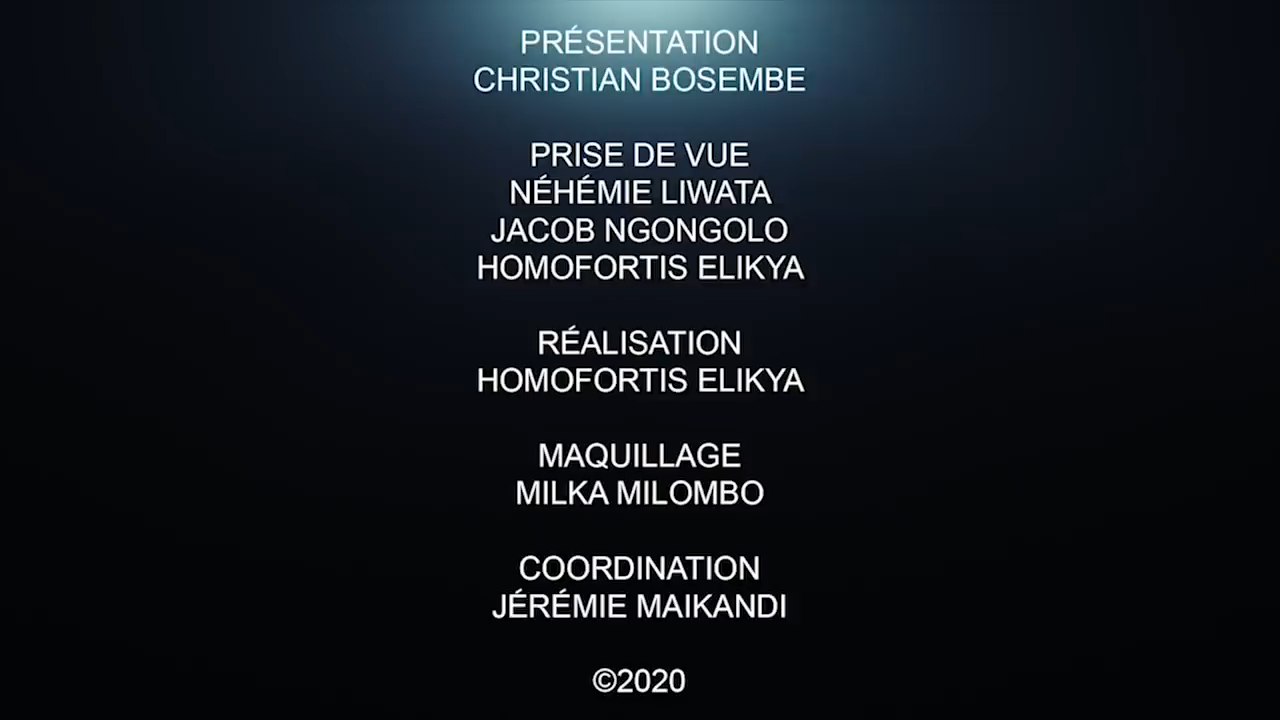 PRÉSENTATION
CHRISTIAN BOSEMBE
PRISE DE VUE
NÉHÉMIE LIWATA
JACOB NGONGOLO
HOMOFORTIS ELIKYA
RÉALISATION
HOMOFORTIS ELIKYA
MAQUILLAGE
MILKA MILOMBO
COORDINATION
JÉRÉMIE MAIKANDI
©2020